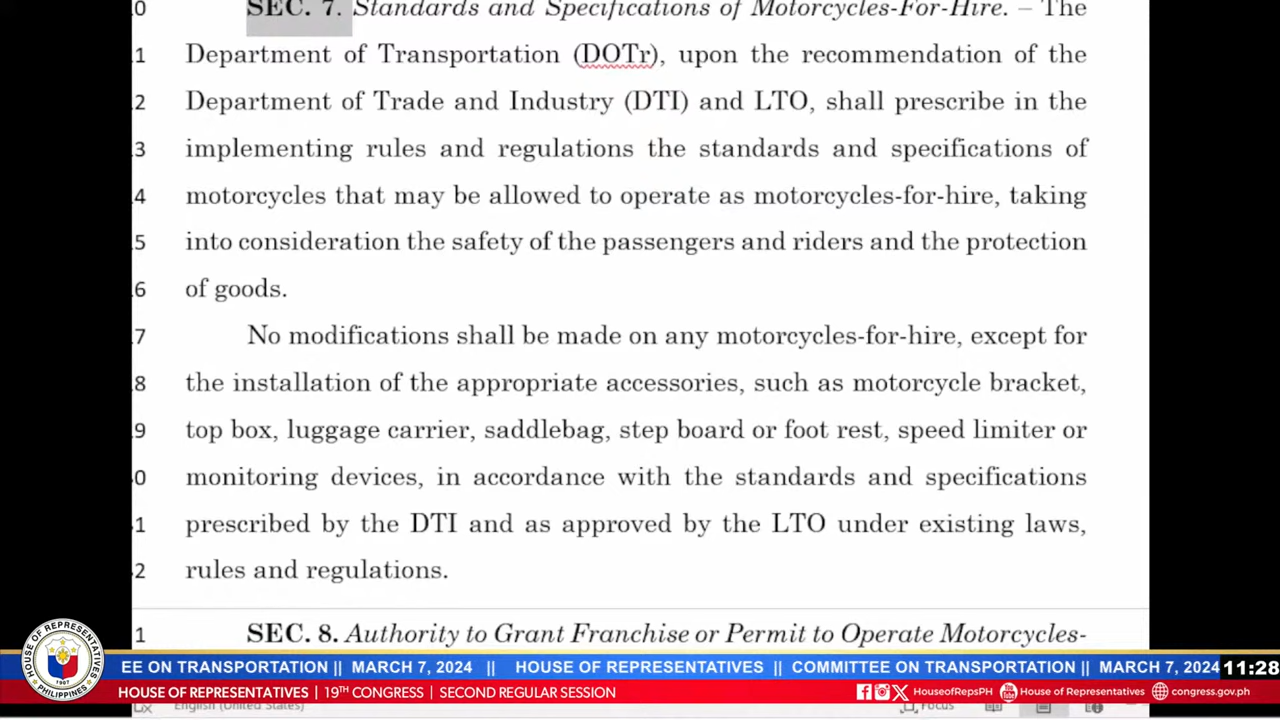 0 SEC. 7. Standards and Specifications of Motorcycles-For-Hire. – The
.1 Department of Transportation (DOTr), upon the recommendation of the
.2 Department of Trade and Industry (DTI) and LTO, shall prescribe in the
.3 implementing rules and regulations the standards and specifications of
.4 motorcycles that may be allowed to operate as motorcycles-for-hire, taking
.5 into consideration the safety of the passengers and riders and the protection
.6 of goods.
.7 No modifications shall be made on any motorcycles-for-hire, except for
.8 the installation of the appropriate accessories, such as motorcycle bracket,
.9 top box, luggage carrier, saddlebag, step board or foot rest, speed limiter or
0 monitoring devices, in accordance with the standards and specifications
1 prescribed by the DTI and as approved by the LTO under existing laws,
2 rules and regulations.
1 SEC. 8. Authority to Grant Franchise or Permit to Operate Motorcycles-
HOUSE OF REPRESENTATIVES
PHILIPPINES
1907
EE ON TRANSPORTATION || MARCH 7, 2024 || HOUSE OF REPRESENTATIVES || COMMITTEE ON TRANSPORTATION || MARCH 7, 2024 11:28
HOUSE OF REPRESENTATIVES | 19TH CONGRESS | SECOND REGULAR SESSION HouseofRepsPH House of Representatives congress.gov.ph
English (United States) Focus